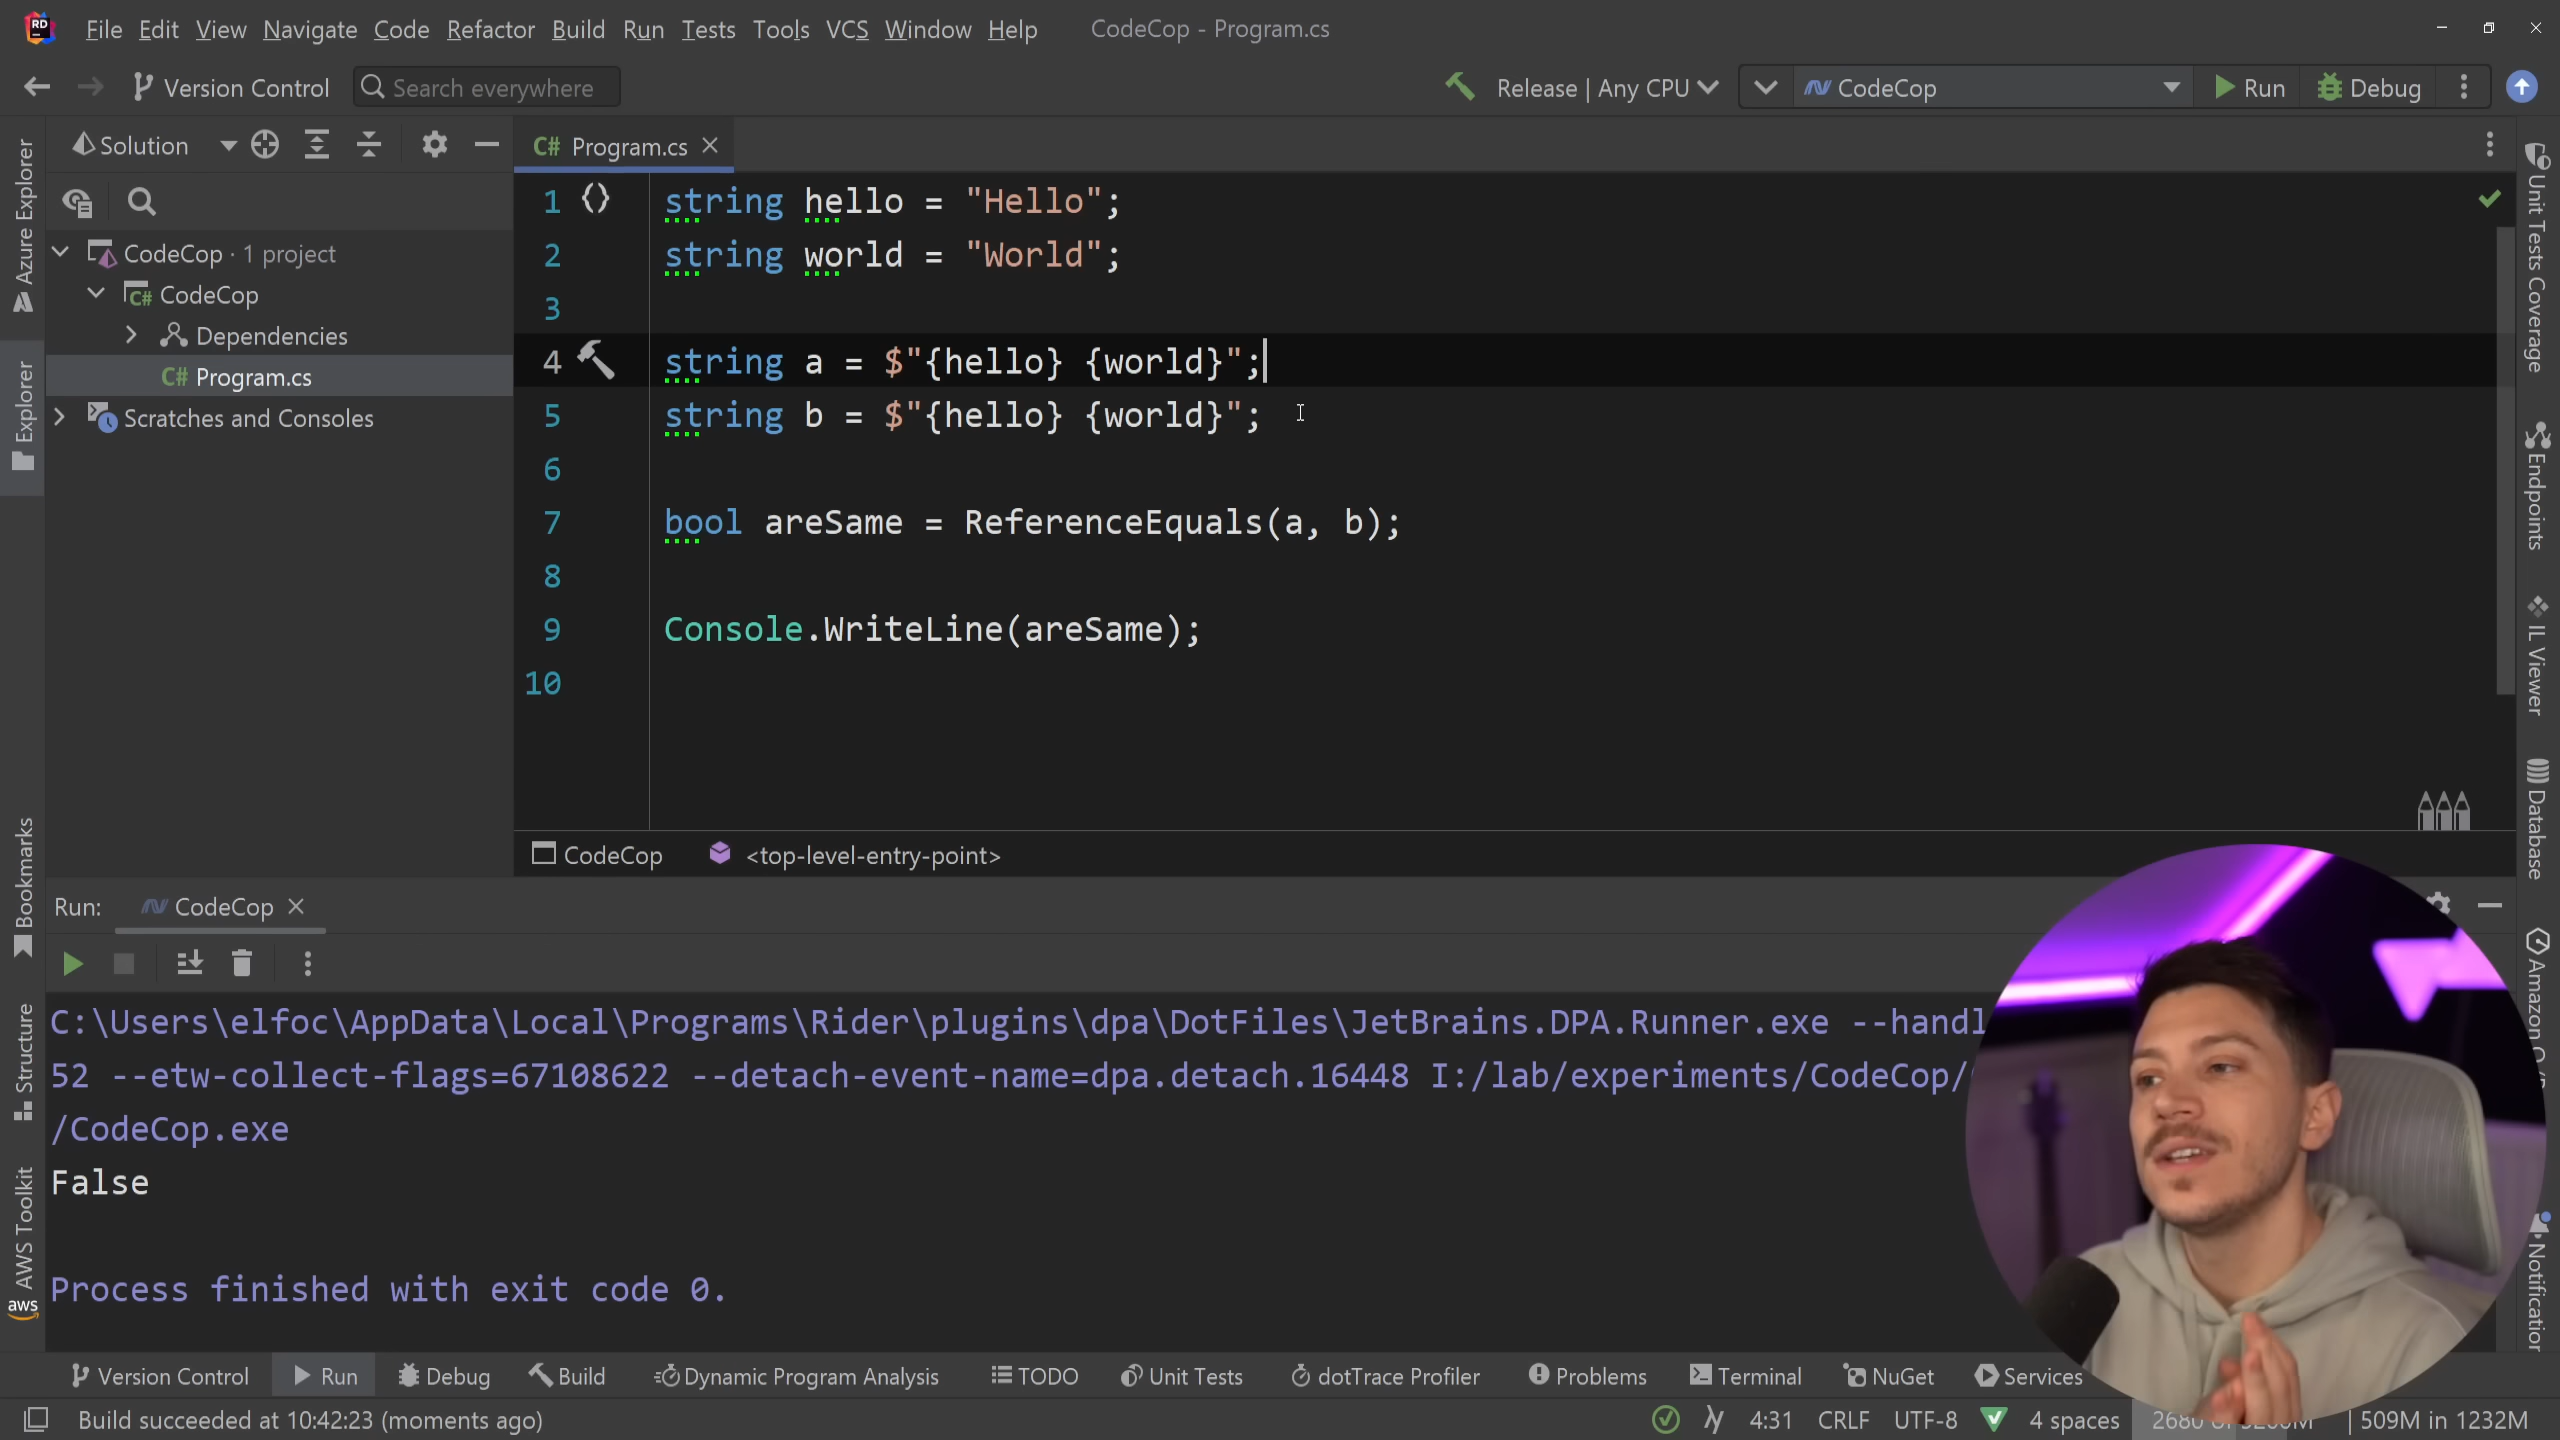 File Edit View Navigate Code Refactor Build Run Tests Tools VCS Window Help CodeCop - Program.cs
Version Control Search everywhere Release | Any CPU CodeCop Run Debug
Solution C# Program.cs
CodeCop · 1 project
C# CodeCop
Dependencies
C# Program.cs
Scratches and Consoles
1 string hello = "Hello";
2 string world = "World";
3
4 string a = $"{hello} {world}";
5 string b = $"{hello} {world}";
6
7 bool areSame = ReferenceEquals(a, b);
8
9 Console.WriteLine(areSame);
10
CodeCop <top-level-entry-point>
Azure Explorer
Explorer
Bookmarks
Structure
AWS Toolkit
aws
Unit Tests Coverage
Endpoints
IL Viewer
Database
Amazon Q
Run: CodeCop
C:\Users\elfoc\AppData\Local\Programs\Rider\plugins\dpa\DotFiles\JetBrains.DPA.Runner.exe --handl
52 --etw-collect-flags=67108622 --detach-event-name=dpa.detach.16448 I:/lab/experiments/CodeCop/
/CodeCop.exe
False
Process finished with exit code 0.
Version Control Run Debug Build Dynamic Program Analysis TODO Unit Tests dotTrace Profiler Problems Terminal NuGet Services
Build succeeded at 10:42:23 (moments ago) 4:31 CRLF UTF-8 4 spaces 509M in 1232M